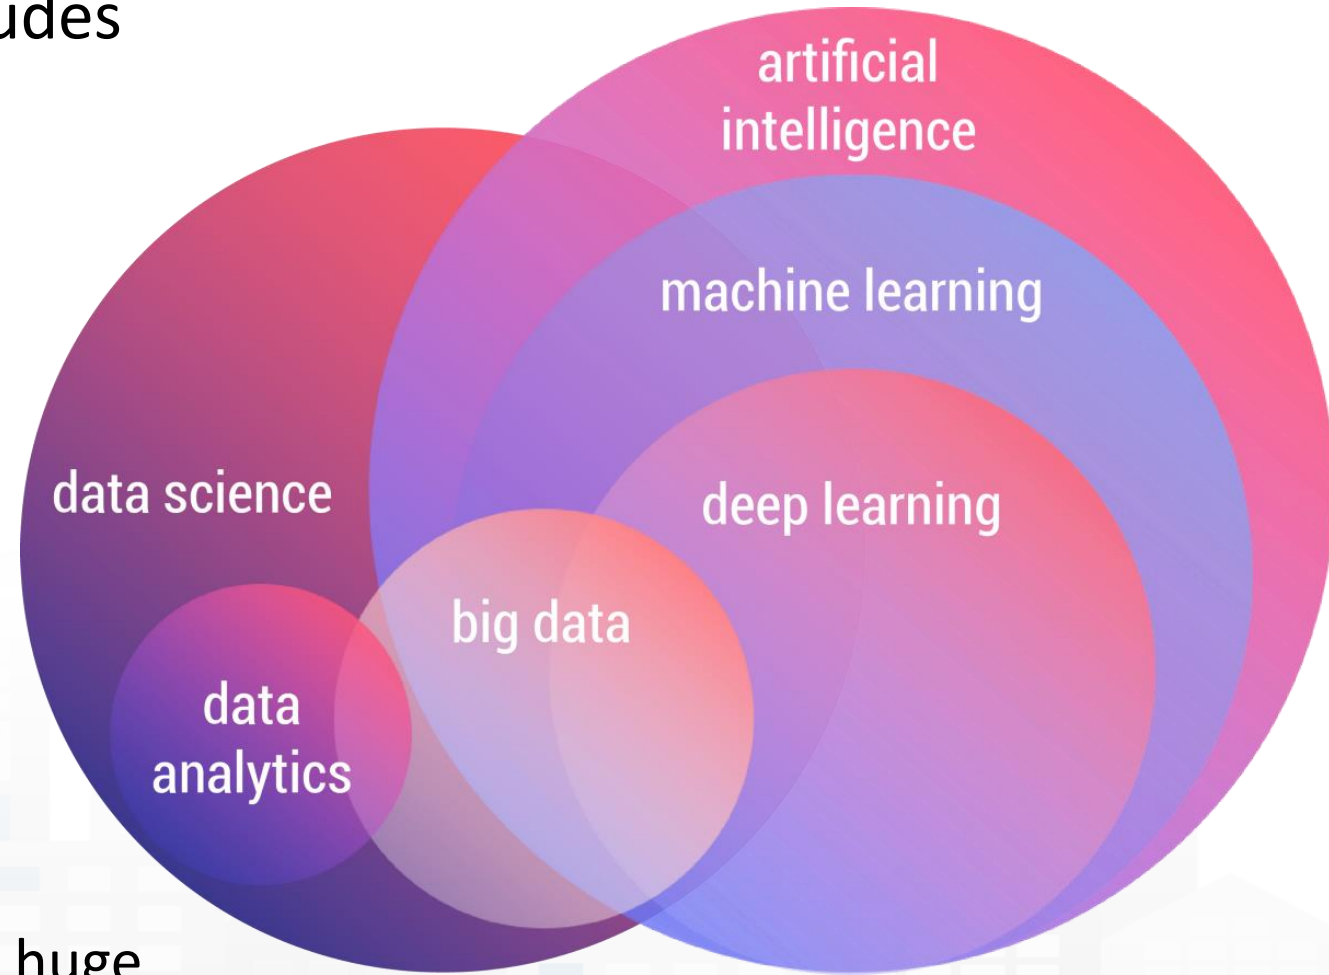 udes
artificial
intelligence
machine learning
data science
deep learning
big data
data
analytics
huge